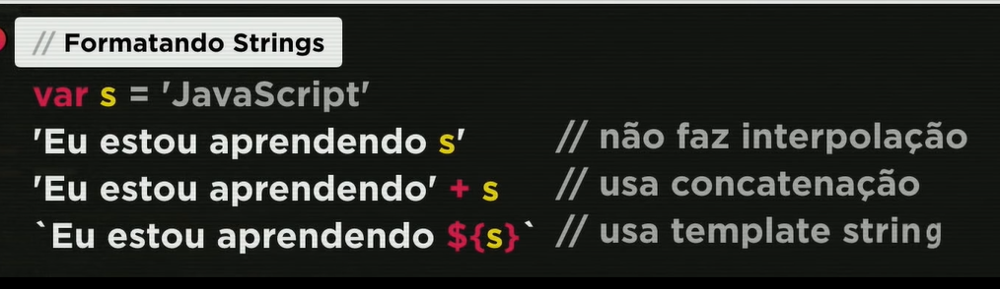 // Formatando Strings
var s = 'JavaScript'
'Eu estou aprendendo s' // não faz interpolação
'Eu estou aprendendo' + s // usa concatenação
`Eu estou aprendendo ${s}` // usa template string